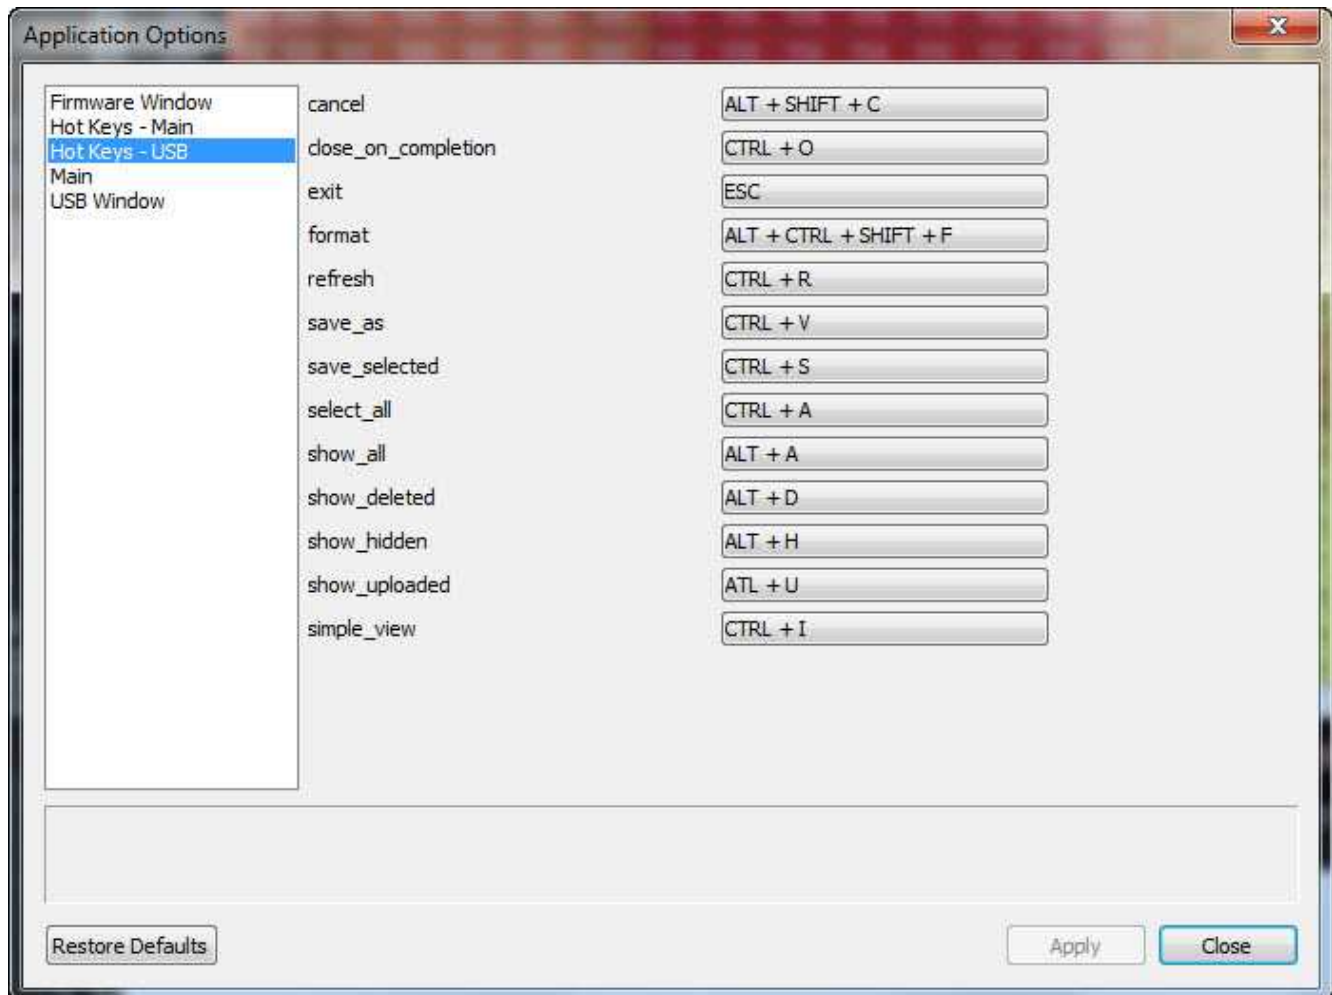 Application Options
Firmware Window
Hot Keys - Main
Hot Keys - USB
Main
USB Window
cancel ALT + SHIFT + C
close_on_completion CTRL + O
exit ESC
format ALT + CTRL + SHIFT + F
refresh CTRL + R
save_as CTRL + V
save_selected CTRL + S
select_all CTRL + A
show_all ALT + A
show_deleted ALT + D
show_hidden ALT + H
show_uploaded ATL + U
simple_view CTRL + I
Restore Defaults Apply Close